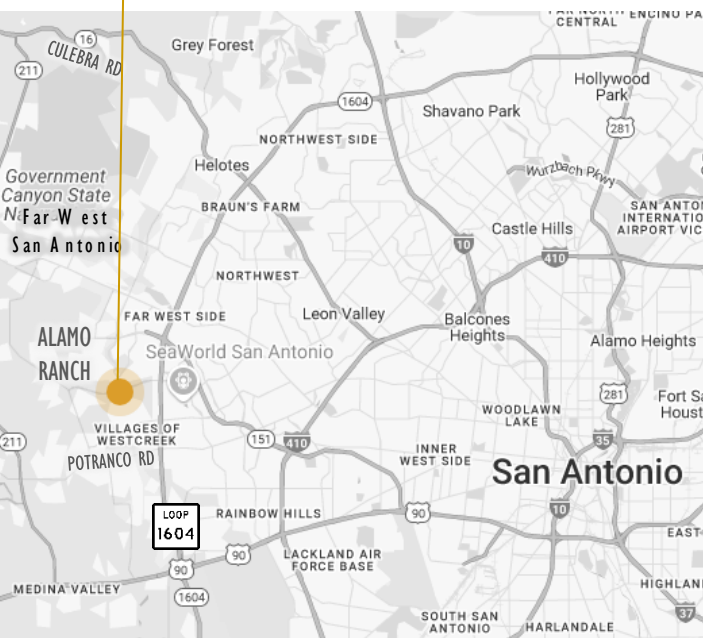 FAR NORTH
CENTRAL
ENCINO PA
16
CULEBRA RD
Grey Forest
211
Hollywood
Park
1604
Shavano Park
281
NORTHWEST SIDE
Helotes
Wurzbach Pkwy
Government
Canyon State
Far West
San Antonio
BRAUN'S FARM
SAN ANTON
INTERNATIO
AIRPORT VIC
Castle Hills
10
410
NORTHWEST
FAR WEST SIDE
Leon Valley
Balcones
Heights
ALAMO
RANCH
SeaWorld San Antonio
Alamo Heights
281
Fort Sa
Houst
WOODLAWN
LAKE
VILLAGES OF
WESTCREEK
211
151
410
35
POTRANCO RD
INNER
WEST SIDE
San Antonio
LOOP
1604
RAINBOW HILLS
90
10
EAST
90
LACKLAND AIR
FORCE BASE
90
MEDINA VALLEY
1604
HIGHLAN
SOUTH SAN
ANTONIO
HARLANDALE
37